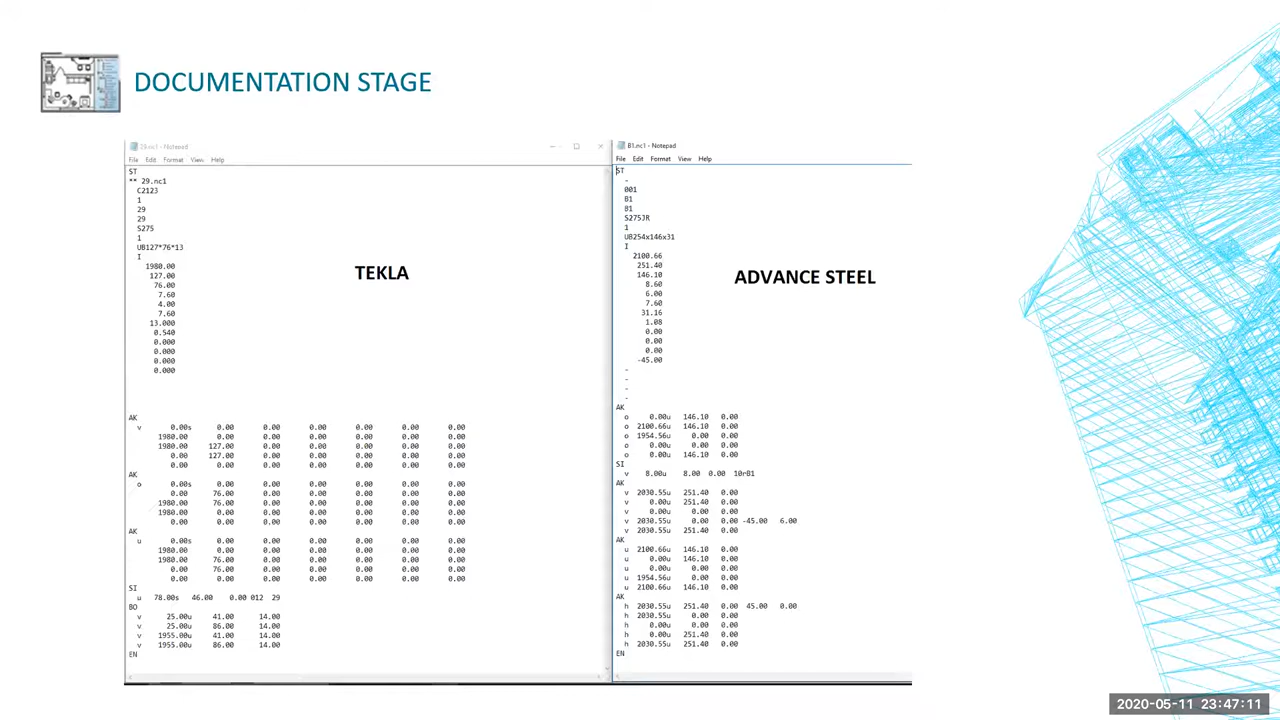 DOCUMENTATION STAGE
29.nc1 - Notepad
File Edit Format View Help
ST
** 29.nc1
C2123
1
29
29
S275
1
UB127*76*13
I
1980.00
127.00
76.00
7.60
4.00
7.60
13.000
0.540
0.000
0.000
0.000
0.000
AK
v 0.00s 0.00 0.00 0.00 0.00 0.00 0.00
1980.00 0.00 0.00 0.00 0.00 0.00 0.00
1980.00 127.00 0.00 0.00 0.00 0.00 0.00
0.00 127.00 0.00 0.00 0.00 0.00 0.00
0.00 0.00 0.00 0.00 0.00 0.00 0.00
AK
o 0.00s 0.00 0.00 0.00 0.00 0.00 0.00
0.00 76.00 0.00 0.00 0.00 0.00 0.00
1980.00 76.00 0.00 0.00 0.00 0.00 0.00
1980.00 0.00 0.00 0.00 0.00 0.00 0.00
0.00 0.00 0.00 0.00 0.00 0.00 0.00
AK
u 0.00s 0.00 0.00 0.00 0.00 0.00 0.00
1980.00 0.00 0.00 0.00 0.00 0.00 0.00
1980.00 76.00 0.00 0.00 0.00 0.00 0.00
0.00 76.00 0.00 0.00 0.00 0.00 0.00
0.00 0.00 0.00 0.00 0.00 0.00 0.00
SI
u 78.00s 46.00 0.00 012 29
BO
v 25.00u 41.00 14.00
v 25.00u 86.00 14.00
v 1955.00u 41.00 14.00
v 1955.00u 86.00 14.00
EN
TEKLA
B1.nc1 - Notepad
File Edit Format View Help
ST
-
001
B1
B1
S275JR
1
UB254x146x31
I
2100.66
251.40
146.10
8.60
6.00
7.60
31.16
1.08
0.00
0.00
0.00
-45.00
-
-
-
-
AK
o 0.00u 146.10 0.00
o 2100.66u 146.10 0.00
o 1954.56u 0.00 0.00
o 0.00u 0.00 0.00
o 0.00u 146.10 0.00
SI
v 8.00u 8.00 0.00 10rB1
AK
v 2030.55u 251.40 0.00
v 0.00u 251.40 0.00
v 0.00u 0.00 0.00
v 2030.55u 0.00 0.00 -45.00 6.00
v 2030.55u 251.40 0.00
AK
u 2100.66u 146.10 0.00
u 0.00u 146.10 0.00
u 0.00u 0.00 0.00
u 1954.56u 0.00 0.00
u 2100.66u 146.10 0.00
AK
h 2030.55u 251.40 0.00 45.00 0.00
h 2030.55u 0.00 0.00
h 0.00u 0.00 0.00
h 0.00u 251.40 0.00
h 2030.55u 251.40 0.00
EN
ADVANCE STEEL
2020-05-11 23:47:11